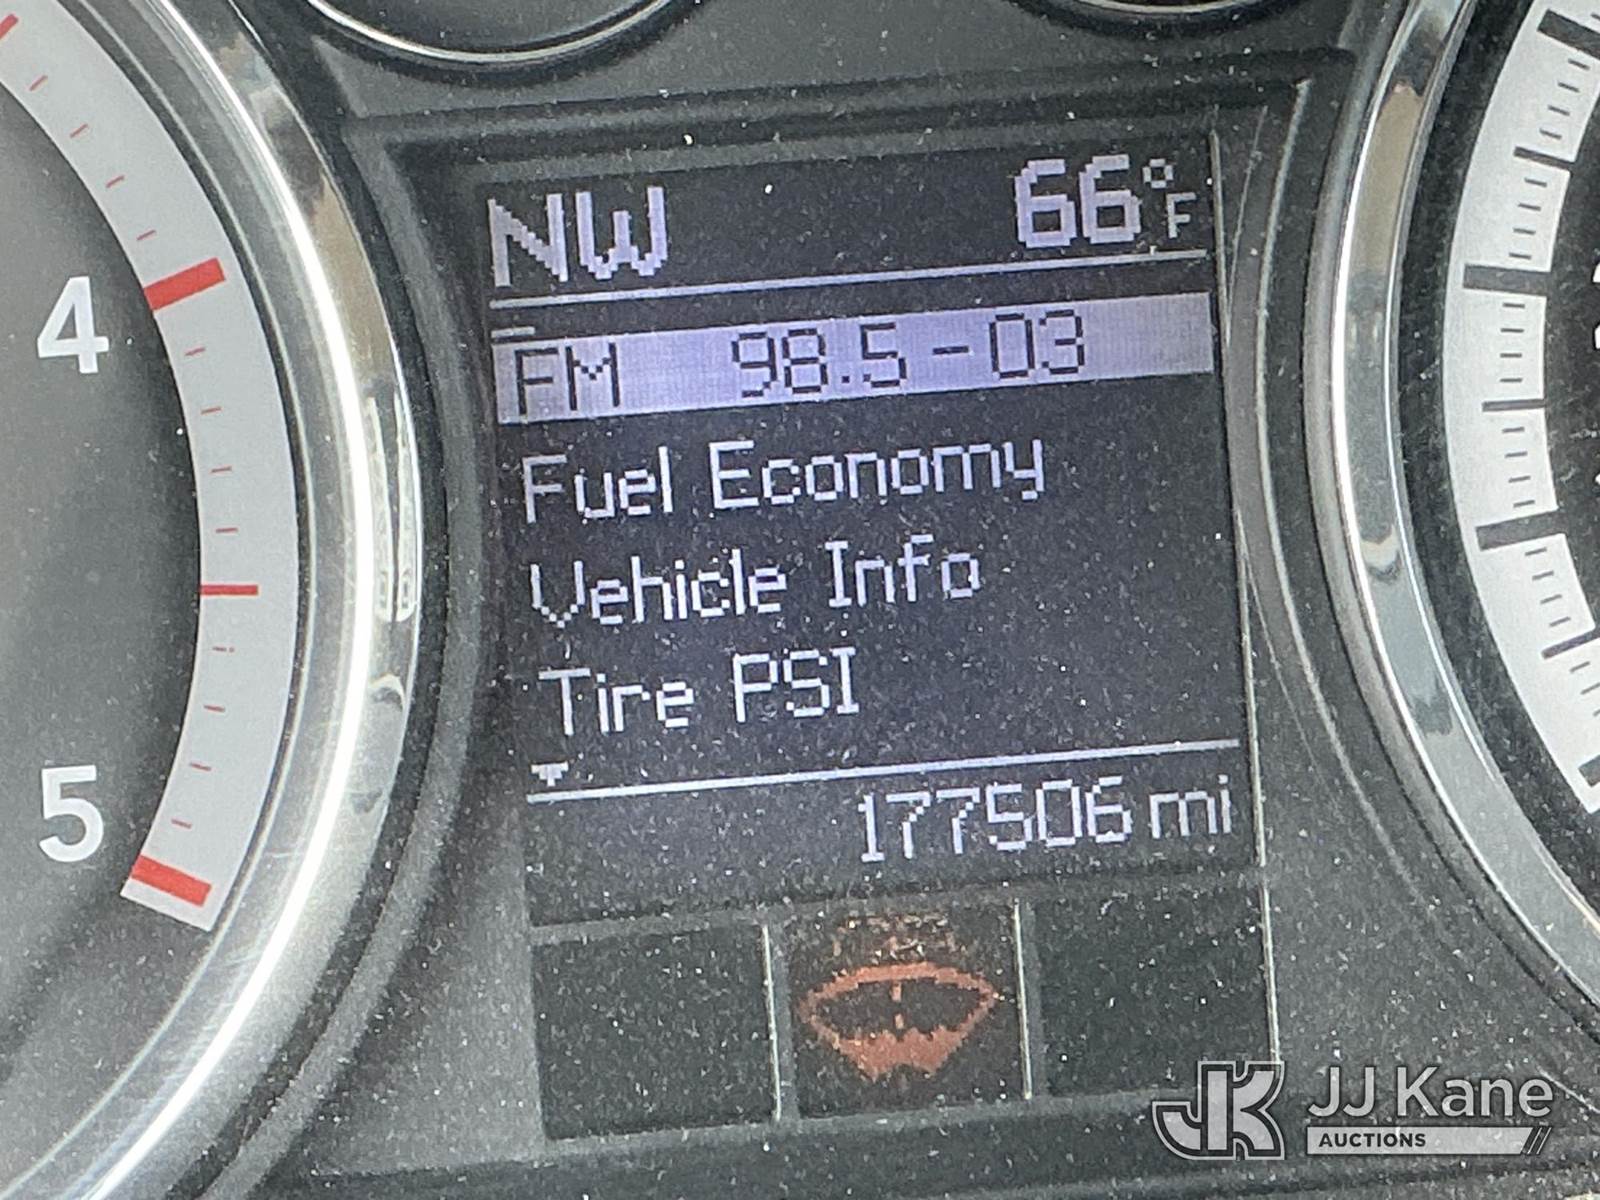 NW 66°F
FM 98.5-03
Fuel Economy
Vehicle Info
Tire PSI
177506 mi
4
5
JK JJ Kane
AUCTIONS